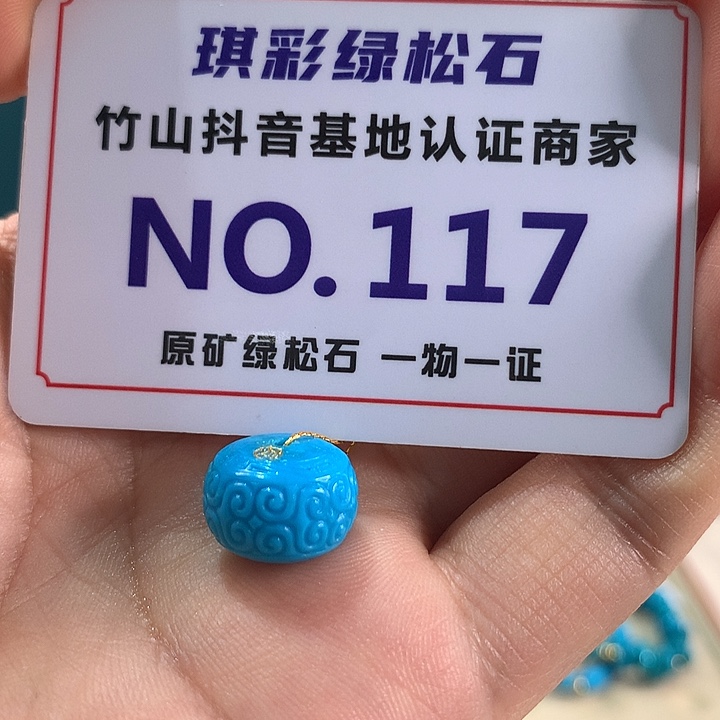 琪彩绿松石
竹山抖音基地认证商家
NO.117
原矿绿松石 一物一证